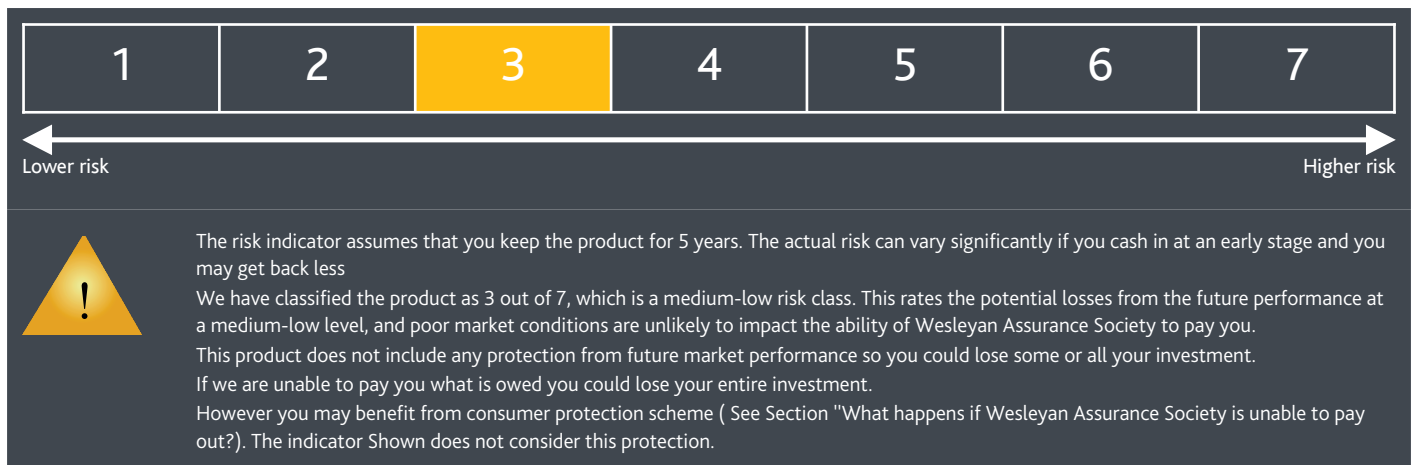 1 2 3 4 5 6 7
Lower risk Higher risk
!
The risk indicator assumes that you keep the product for 5 years. The actual risk can vary significantly if you cash in at an early stage and you
may get back less
We have classified the product as 3 out of 7, which is a medium-low risk class. This rates the potential losses from the future performance at
a medium-low level, and poor market conditions are unlikely to impact the ability of Wesleyan Assurance Society to pay you.
This product does not include any protection from future market performance so you could lose some or all your investment.
If we are unable to pay you what is owed you could lose your entire investment.
However you may benefit from consumer protection scheme ( See Section "What happens if Wesleyan Assurance Society is unable to pay
out?). The indicator Shown does not consider this protection.